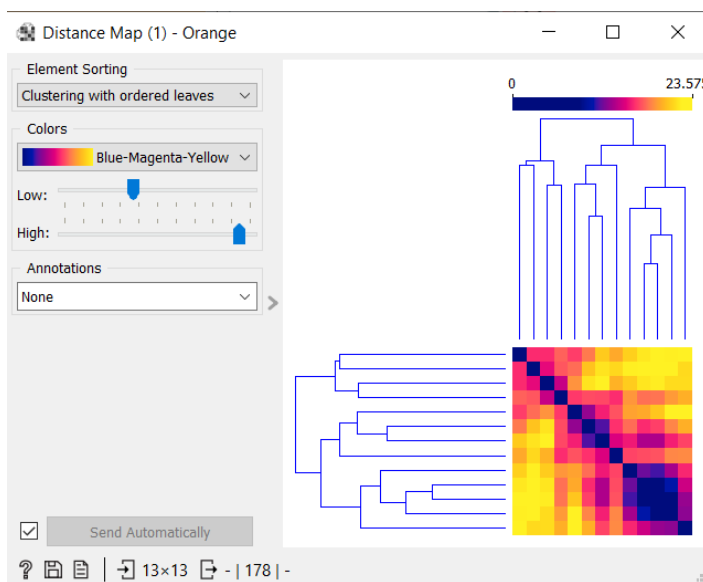 Distance Map (1) - Orange
Element Sorting
Clustering with ordered leaves
Colors
Blue-Magenta-Yellow
Low:
High:
Annotations
None
Send Automatically
? 13×13 - | 178 | -
0 23.575